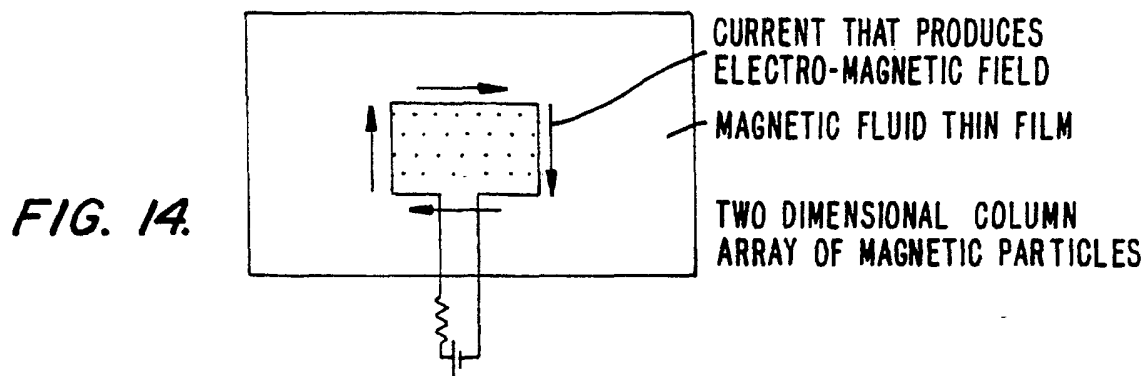 CURRENT THAT PRODUCES
ELECTRO-MAGNETIC FIELD
MAGNETIC FLUID THIN FILM
TWO DIMENSIONAL COLUMN
ARRAY OF MAGNETIC PARTICLES
FIG. 14.